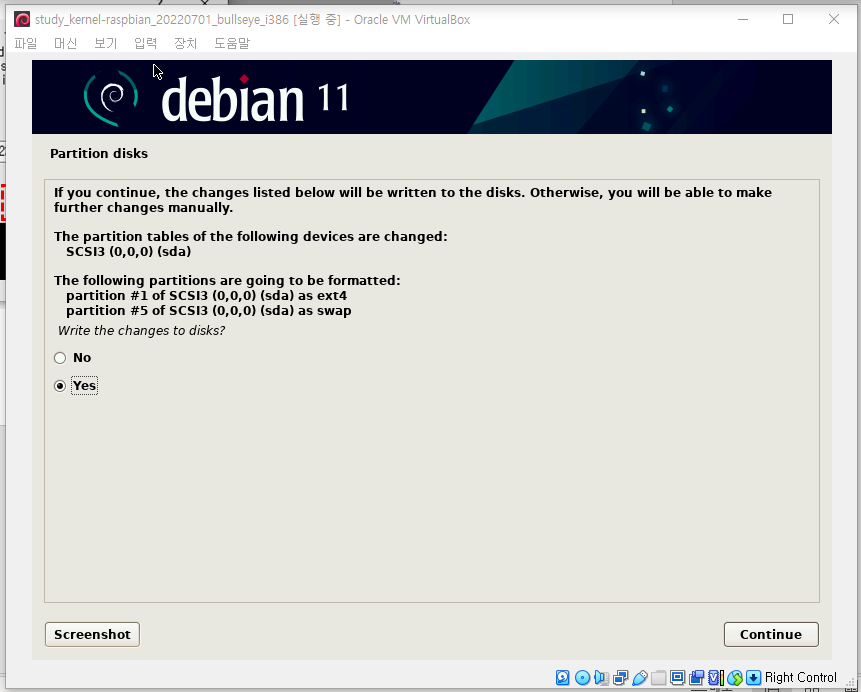 study_kernel-raspbian_20220701_bullseye_i386 [실행 중] - Oracle VM VirtualBox
파일 머신 보기 입력 장치 도움말
debian 11
Partition disks
If you continue, the changes listed below will be written to the disks. Otherwise, you will be able to make
further changes manually.
The partition tables of the following devices are changed:
SCSI3 (0,0,0) (sda)
The following partitions are going to be formatted:
partition #1 of SCSI3 (0,0,0) (sda) as ext4
partition #5 of SCSI3 (0,0,0) (sda) as swap
Write the changes to disks?
No
Yes
Screenshot Continue
Right Control